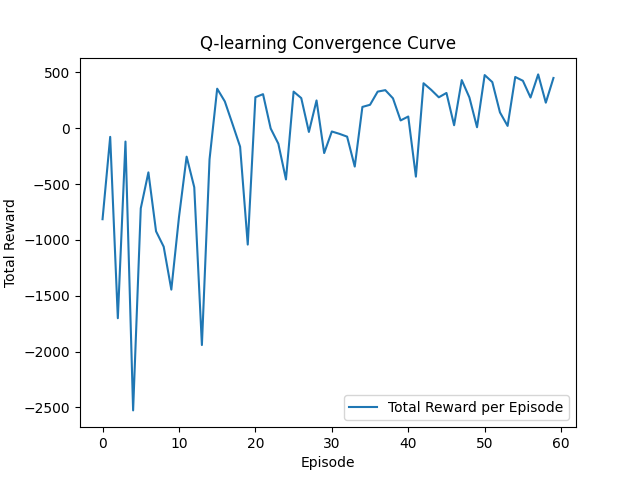 Q-learning Convergence Curve
Total Reward
500
0
−500
−1000
−1500
−2000
−2500
Total Reward per Episode
0 10 20 30 40 50 60
Episode